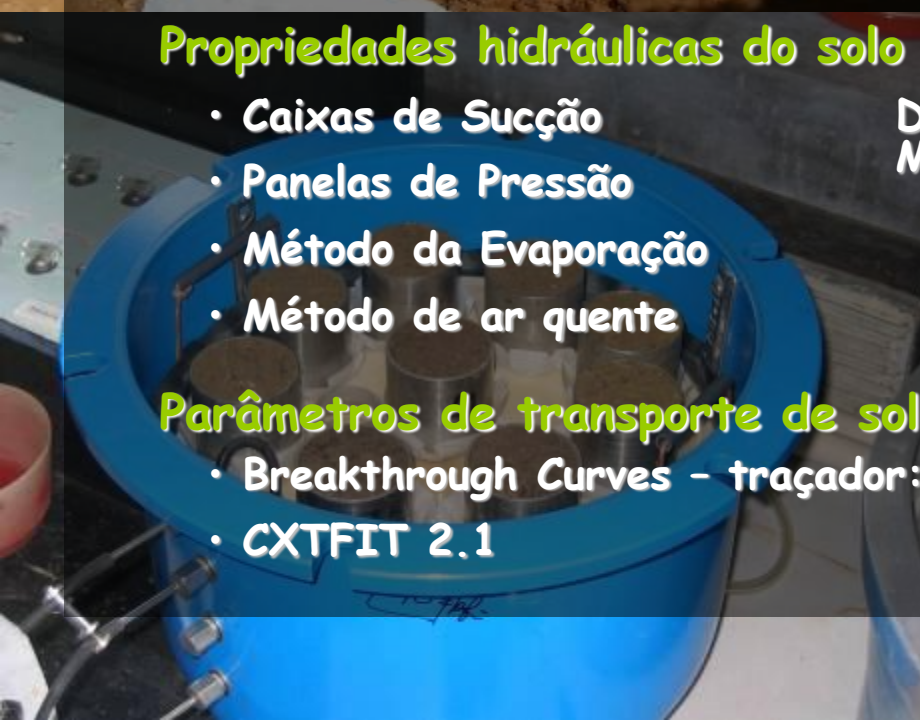 Propriedades hidráulicas do solo
• Caixas de Sucção
• Panelas de Pressão
• Método da Evaporação
• Método de ar quente
Parâmetros de transporte de sol
• Breakthrough Curves – traçador:
• CXTFIT 2.1